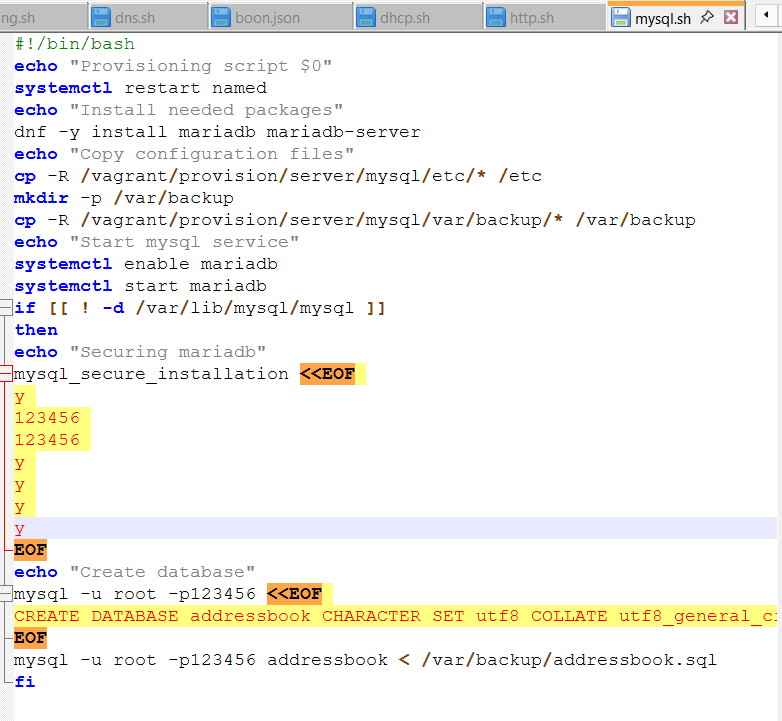 ng.sh dns.sh boon.json dhcp.sh http.sh mysql.sh
#!/bin/bash
echo "Provisioning script $0"
systemctl restart named
echo "Install needed packages"
dnf -y install mariadb mariadb-server
echo "Copy configuration files"
cp -R /vagrant/provision/server/mysql/etc/* /etc
mkdir -p /var/backup
cp -R /vagrant/provision/server/mysql/var/backup/* /var/backup
echo "Start mysql service"
systemctl enable mariadb
systemctl start mariadb
if [[ ! -d /var/lib/mysql/mysql ]]
then
echo "Securing mariadb"
mysql_secure_installation <<EOF
y
123456
123456
y
y
y
y
EOF
echo "Create database"
mysql -u root -p123456 <<EOF
CREATE DATABASE addressbook CHARACTER SET utf8 COLLATE utf8_general_c
EOF
mysql -u root -p123456 addressbook < /var/backup/addressbook.sql
fi